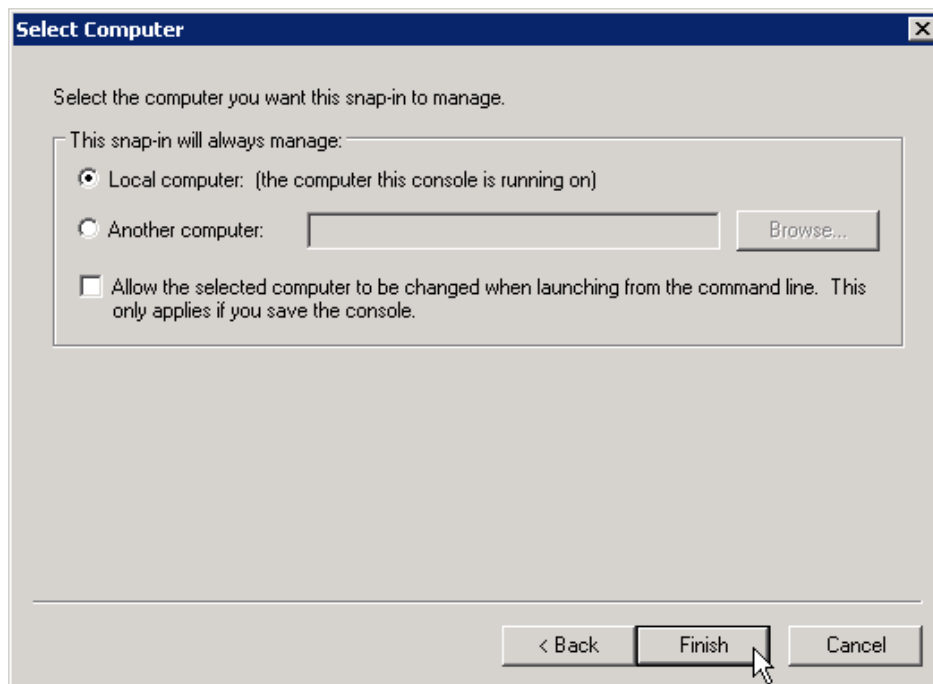 Select Computer
Select the computer you want this snap-in to manage.
This snap-in will always manage:
Local computer:  (the computer this console is running on)
Another computer:
Browse...
Allow the selected computer to be changed when launching from the command line.  This
only applies if you save the console.
< Back
Finish
Cancel